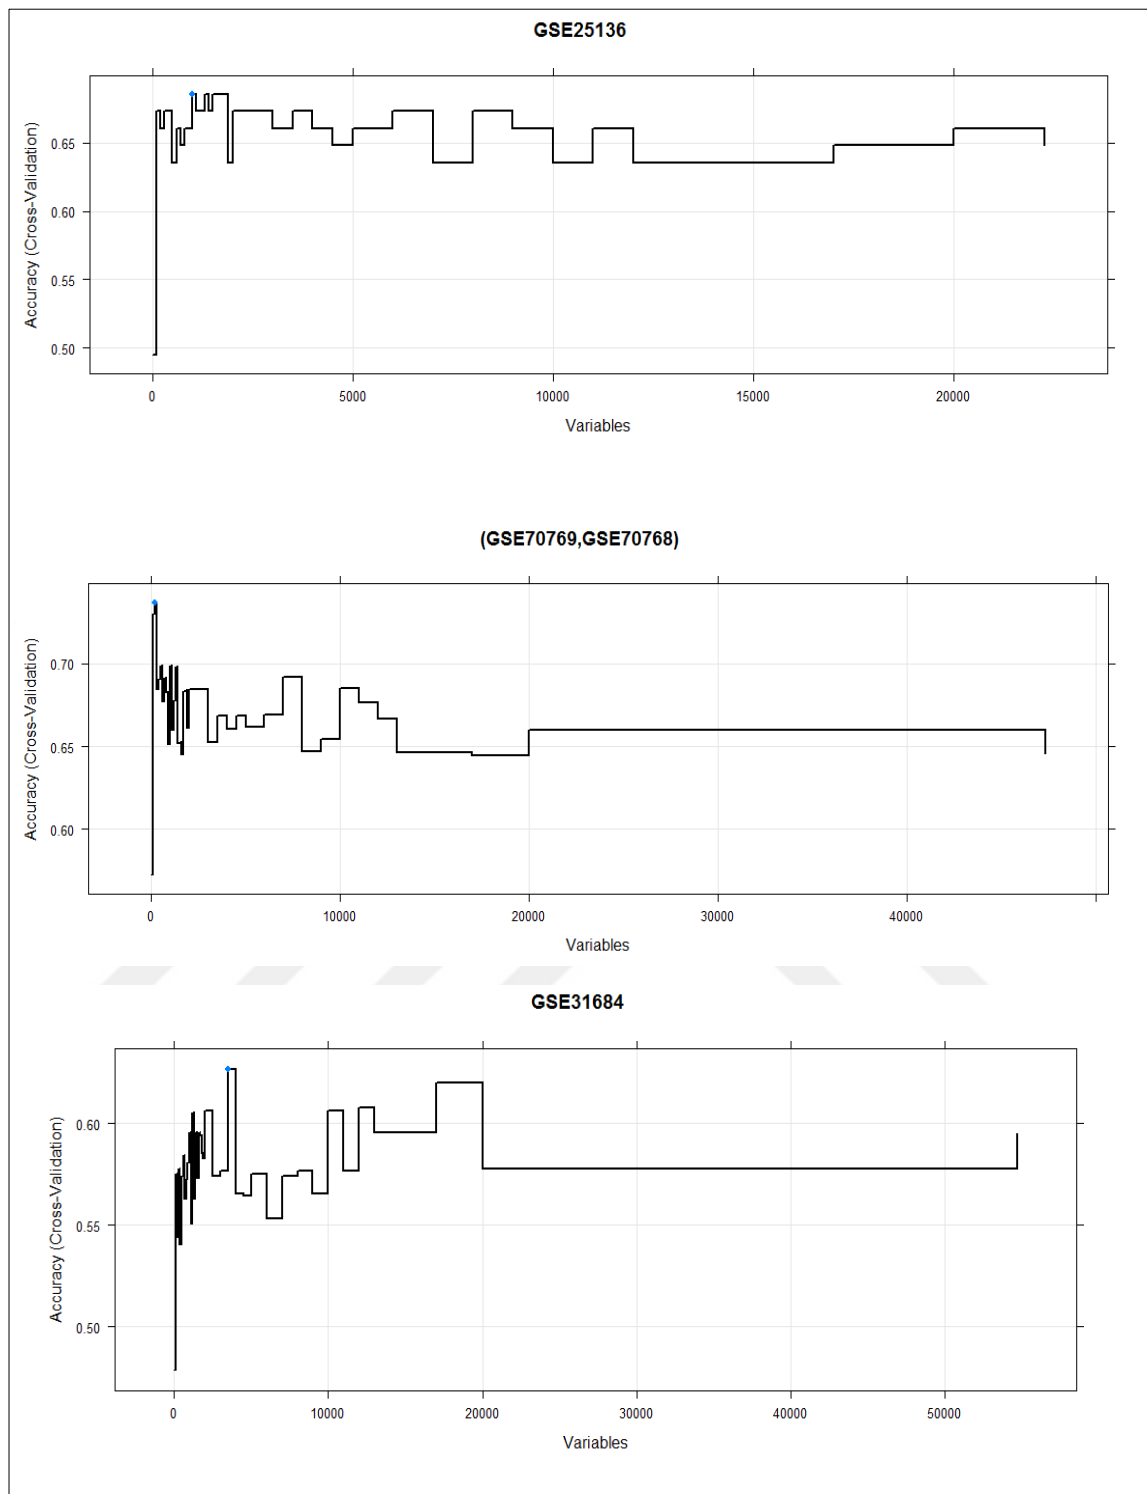 GSE25136
Accuracy (Cross-Validation)
0.65
0.60
0.55
0.50
0 5000 10000 15000 20000
Variables
(GSE70769,GSE70768)
Accuracy (Cross-Validation)
0.70
0.65
0.60
0 10000 20000 30000 40000
Variables
GSE31684
Accuracy (Cross-Validation)
0.60
0.55
0.50
0 10000 20000 30000 40000 50000
Variables